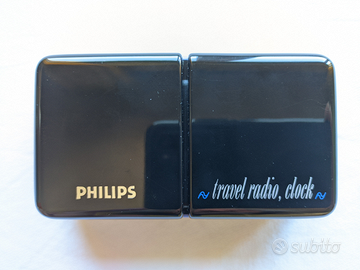 PHILIPS
~ travel radio, clock ~
subito